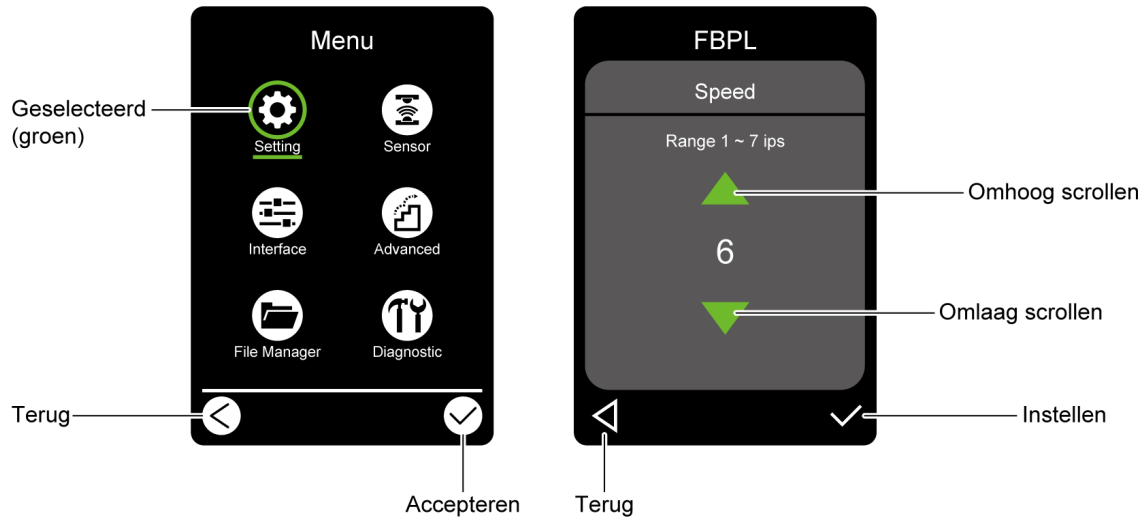 Menu
Geselecteerd
(groen)
Setting
Sensor
Interface
Advanced
File Manager
Diagnostic
Terug
Accepteren
FBPL
Speed
Range 1 ~ 7 ips
Omhoog scrollen
6
Omlaag scrollen
Instellen
Terug